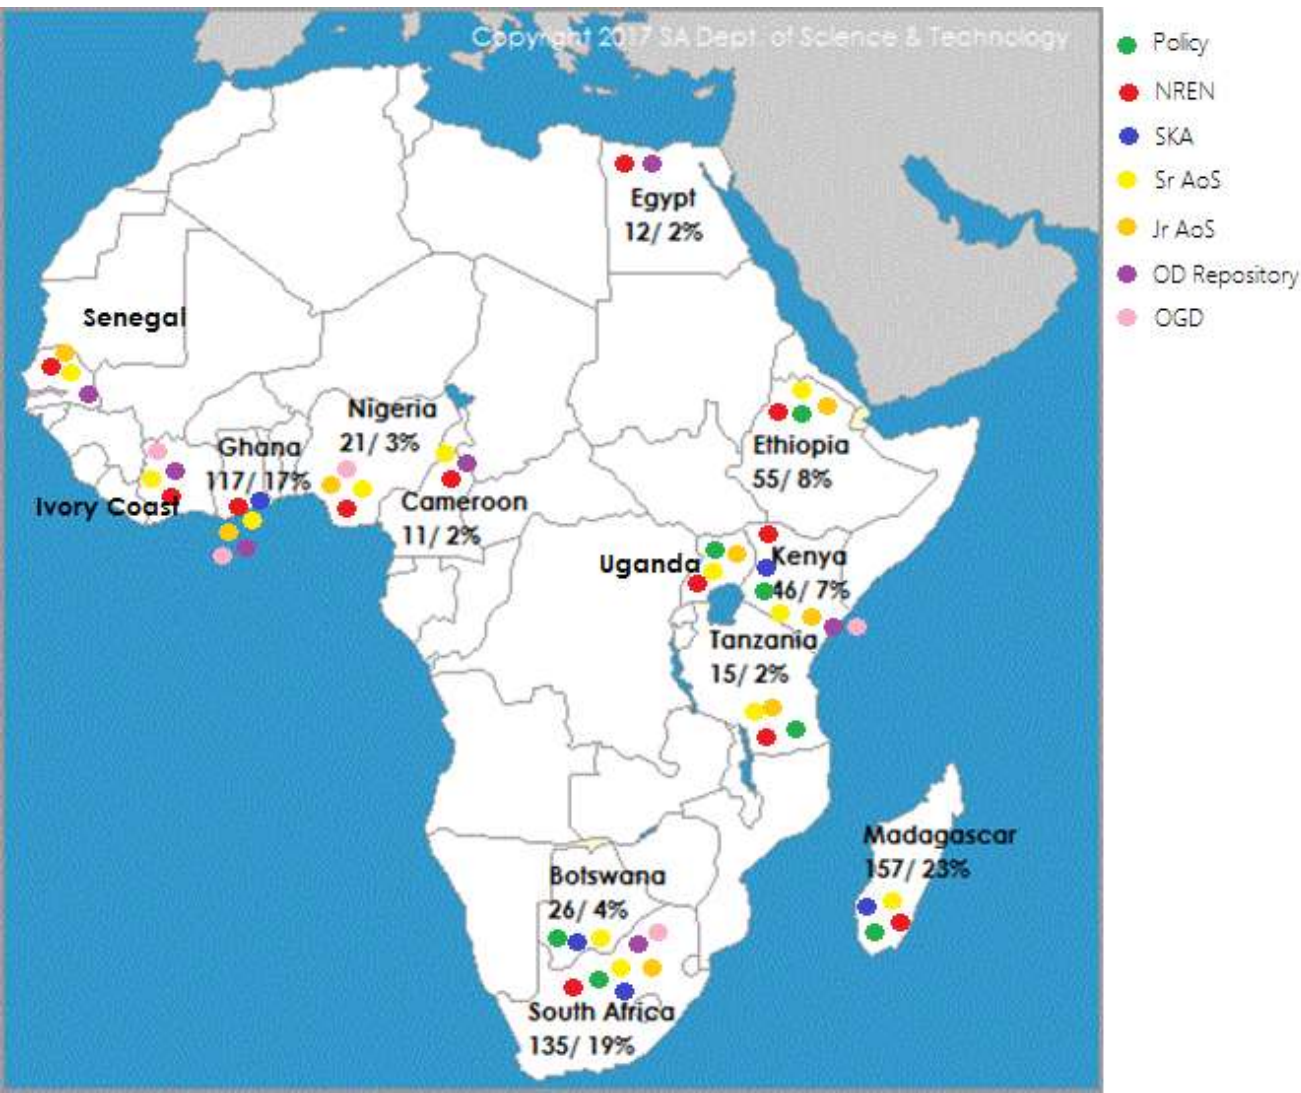 Copyright 2017 SA Dept. of Science & Technology
Policy
NREN
SKA
Sr AoS
Jr AoS
OD Repository
OGD
Egypt
12/ 2%
Senegal
Nigeria
21/ 3%
Ghana
117/ 17%
Ivory Coast
Cameroon
11/ 2%
Ethiopia
55/ 8%
Uganda
Kenya
46/ 7%
Tanzania
15/ 2%
Madagascar
157/ 23%
Botswana
26/ 4%
South Africa
135/ 19%